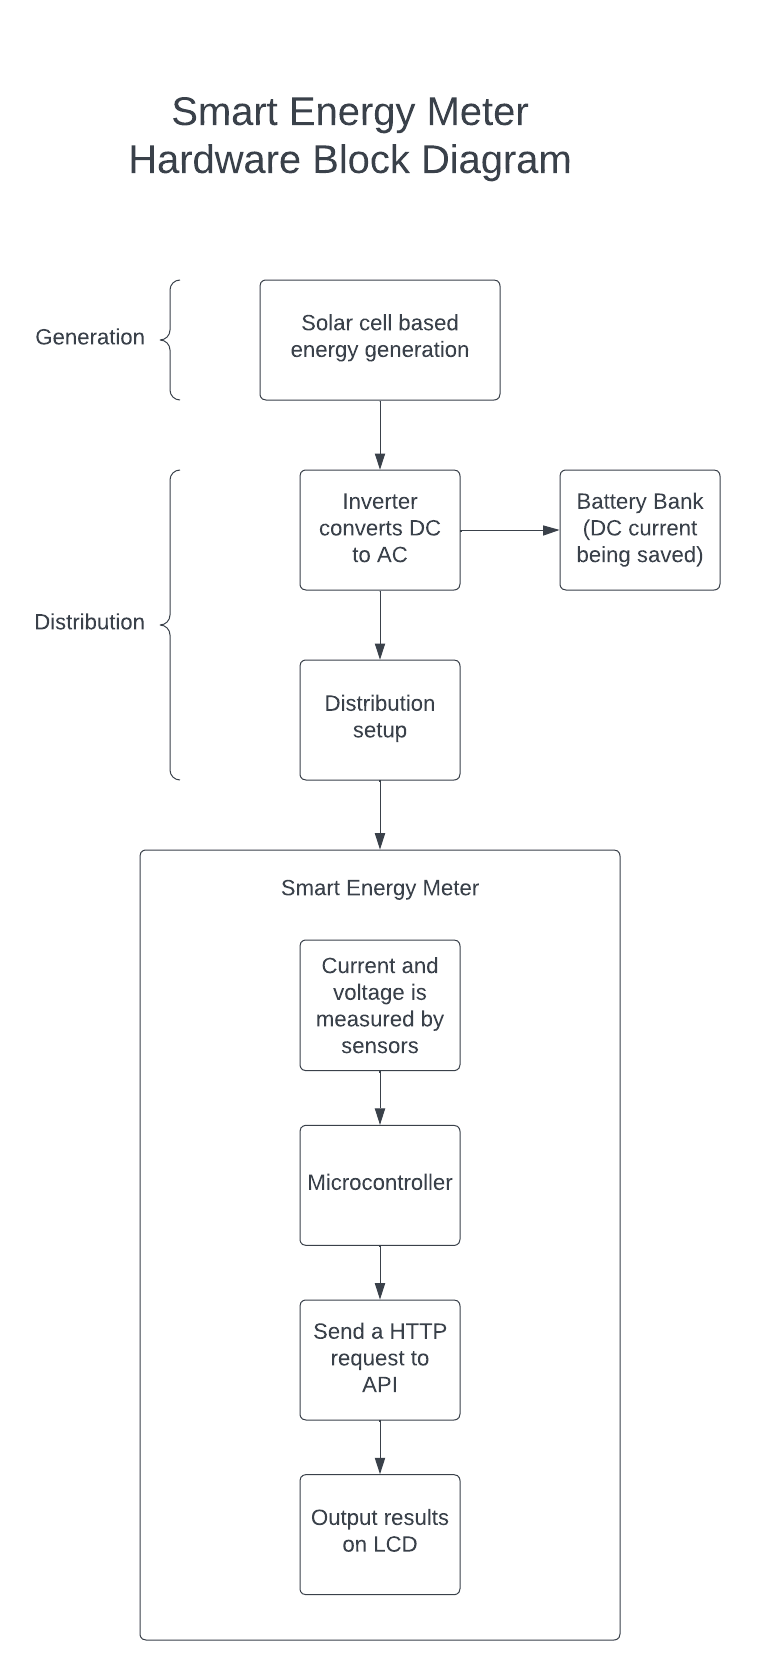 Smart Energy Meter
Hardware Block Diagram
Generation
Solar cell based
energy generation
Inverter
converts DC
to AC
Battery Bank
(DC current
being saved)
Distribution
Distribution
setup
Smart Energy Meter
Current and
voltage is
measured by
sensors
Microcontroller
Send a HTTP
request to
API
Output results
on LCD